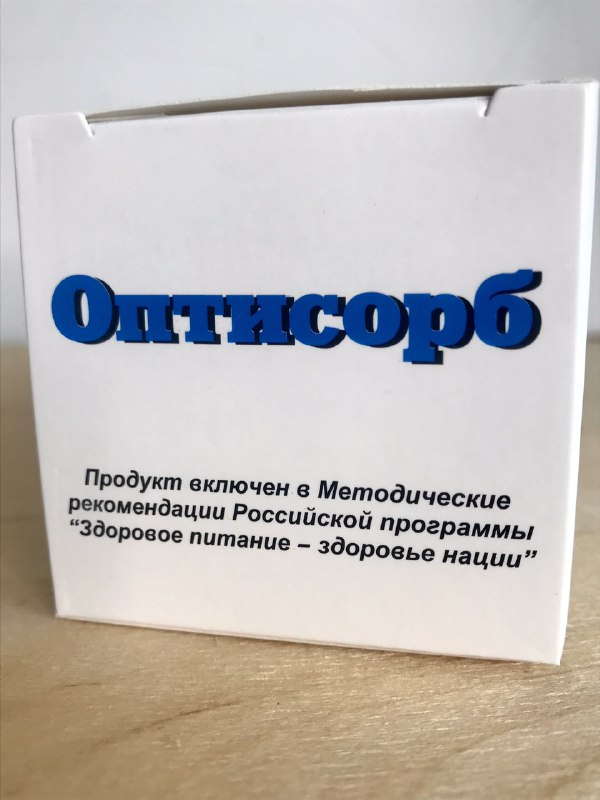 Оптисорб
Продукт включен в Методические
рекомендации Российской программы
“Здоровое питание – здоровье нации”